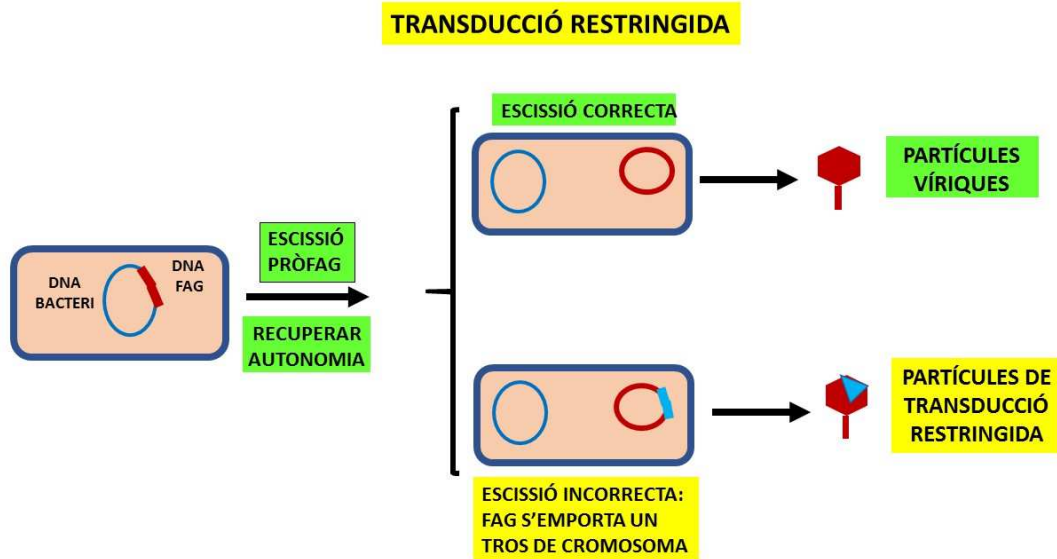 TRANSDUCCIÓ RESTRINGIDA
DNA
BACTERI
DNA
FAG
ESCISSIÓ
PRÒFAG
RECUPERAR
AUTONOMIA
ESCISSIÓ CORRECTA
PARTÍCULES
VÍRIQUES
ESCISSIÓ INCORRECTA:
FAG S'EMPORTA UN
TROS DE CROMOSOMA
PARTÍCULES DE
TRANSDUCCIÓ
RESTRINGIDA